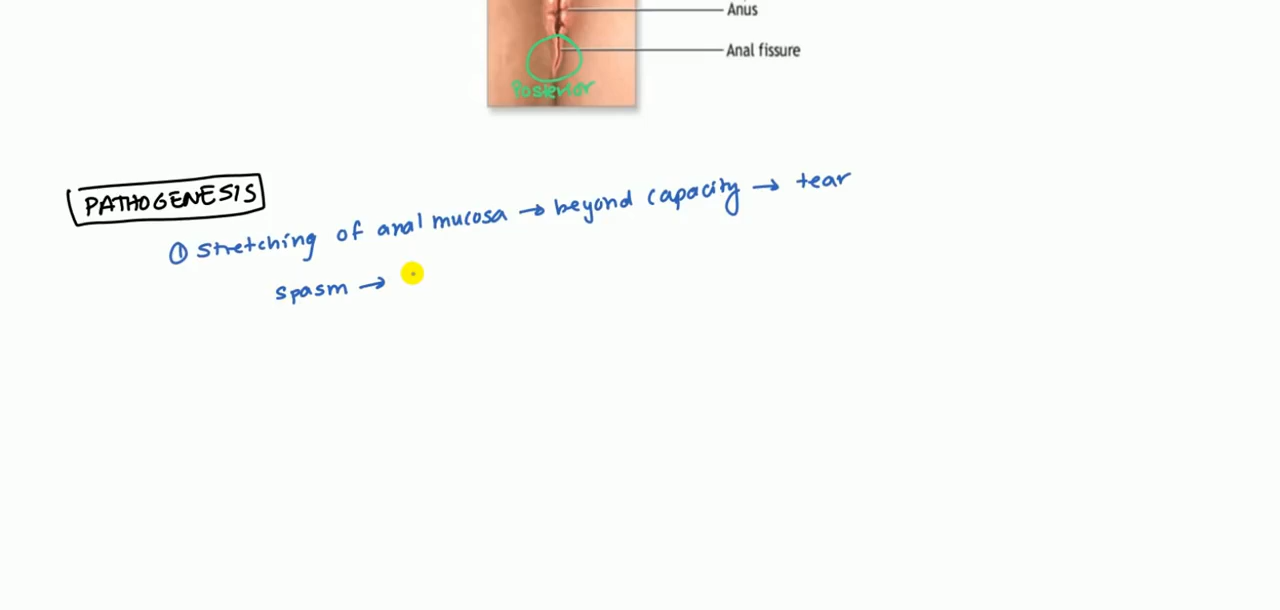 Anus
Anal fissure
Posterior
PATHOGENESIS
① stretching of anal mucosa → beyond capacity → tear
spasm →